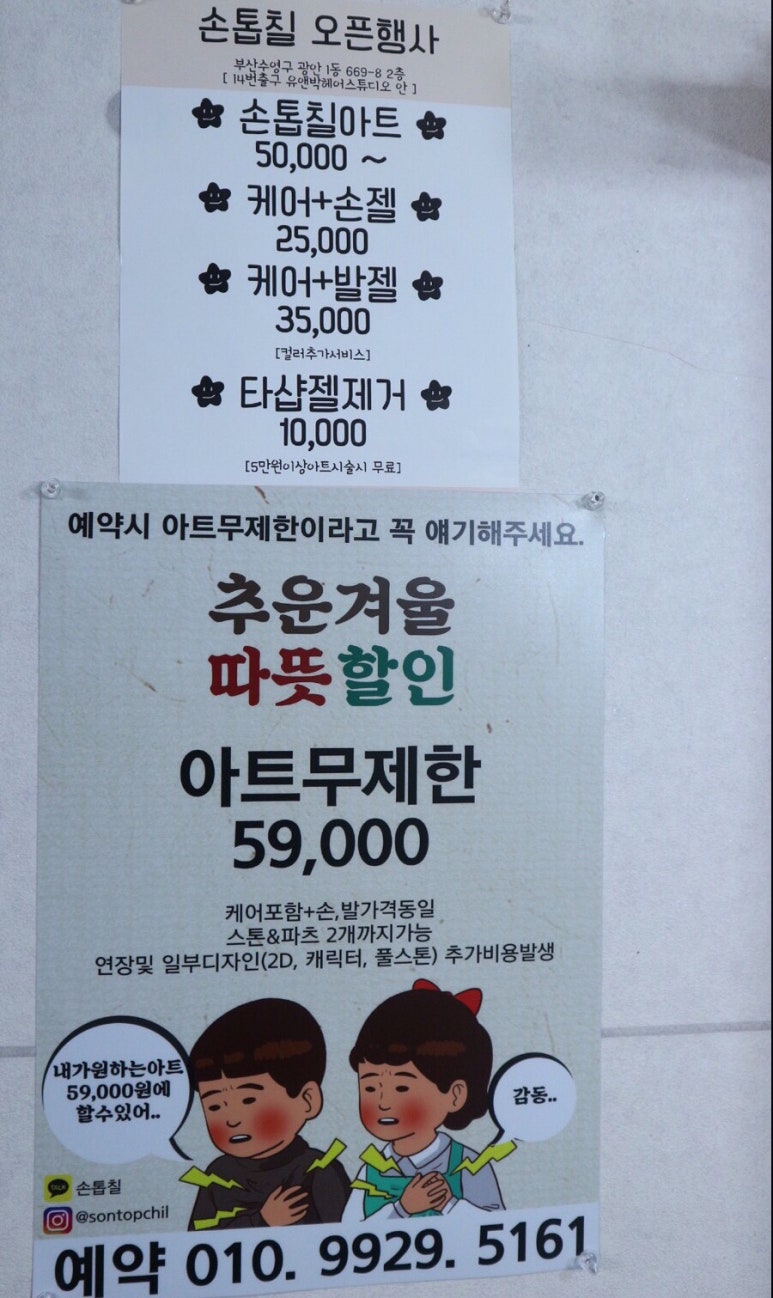 손톱칠 오픈행사
부산수영구 광안 1동 669-8 2층
[ 14번출구 유앤박헤어스튜디오 안 ]
손톱칠아트
50,000 ~
케어+손젤
25,000
케어+발젤
35,000
[컬러추가서비스]
타샵젤제거
10,000
[5만원이상아트시술시 무료]
예약시 아트무제한이라고 꼭 얘기해주세요.
추운겨울
따뜻할인
아트무제한
59,000
케어포함+손,발가격동일
스톤&파츠 2개까지가능
연장및 일부디자인(2D, 캐릭터, 풀스톤) 추가비용발생
내가원하는아트
59,000원에
할수있어..
감동..
TALK 손톱칠
@sontopchil
예약 010. 9929. 5161